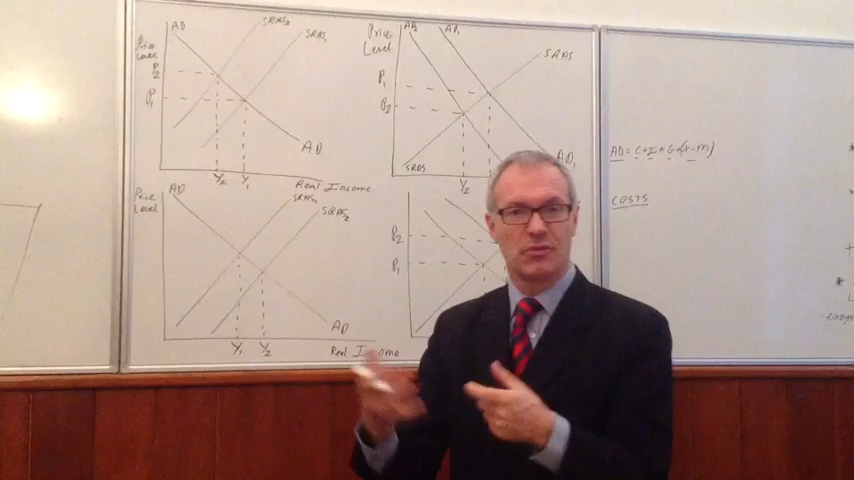 AD
SRAS2
SRAS1
Price
Level
P2
P1
AD
Y2 Y1
Real Income
AD2
AD1
Price
Level
SRAS
P1
P2
SRAS
AD1
Y2
AD
Price
Level
SRAS1
SRAS2
AD
Y1 Y2
Real Income
P2
P1
AD = C+I+G+(X-M)
COSTS